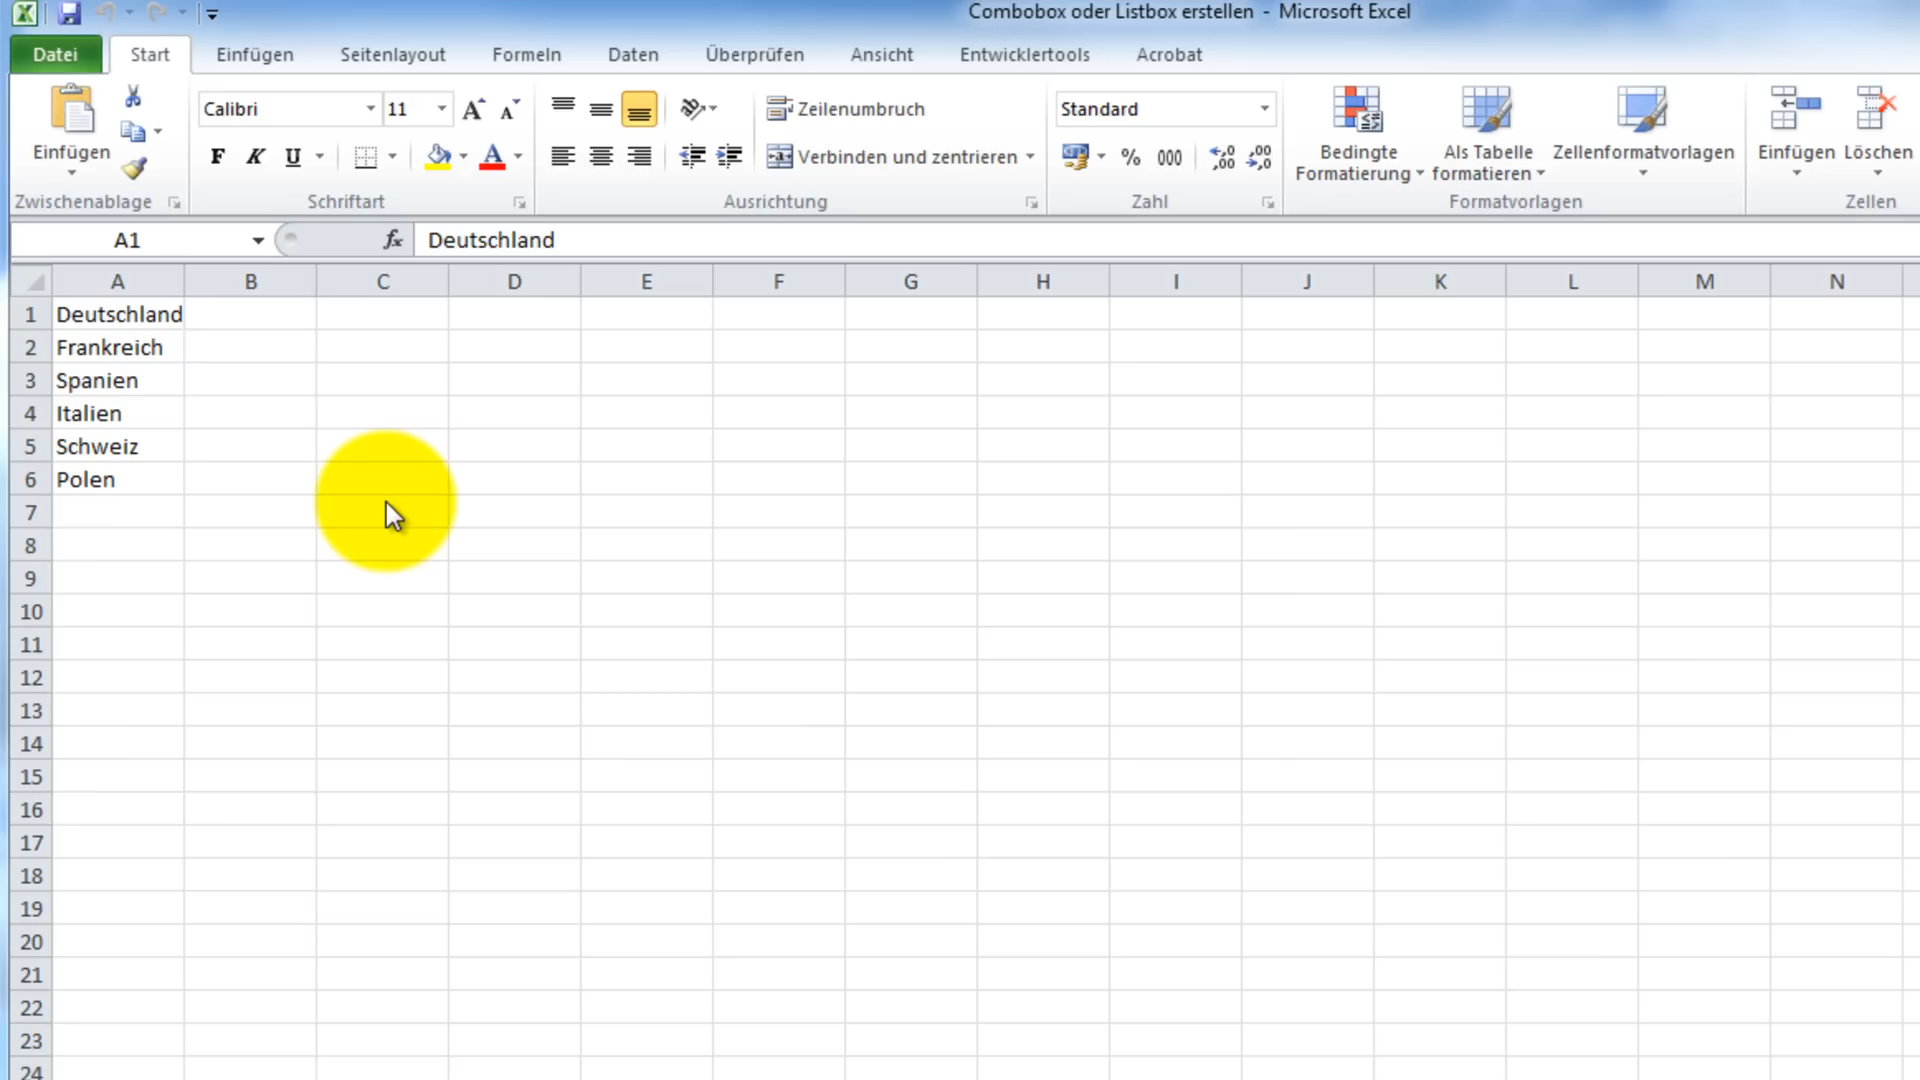 Combobox oder Listbox erstellen - Microsoft Excel
Datei Start Einfügen Seitenlayout Formeln Daten Überprüfen Ansicht Entwicklertools Acrobat
Calibri 11 A A Zeilenumbruch Standard
Einfügen F K U A Verbinden und zentrieren % 000 ,00 ,00 ,0 Bedingte Formatierung Als Tabelle formatieren Zellenformatvorlagen Einfügen Löschen
Zwischenablage Schriftart Ausrichtung Zahl Formatvorlagen Zellen
A1 fx Deutschland
A B C D E F G H I J K L M N
1 Deutschland
2 Frankreich
3 Spanien
4 Italien
5 Schweiz
6 Polen
7
8
9
10
11
12
13
14
15
16
17
18
19
20
21
22
23
24